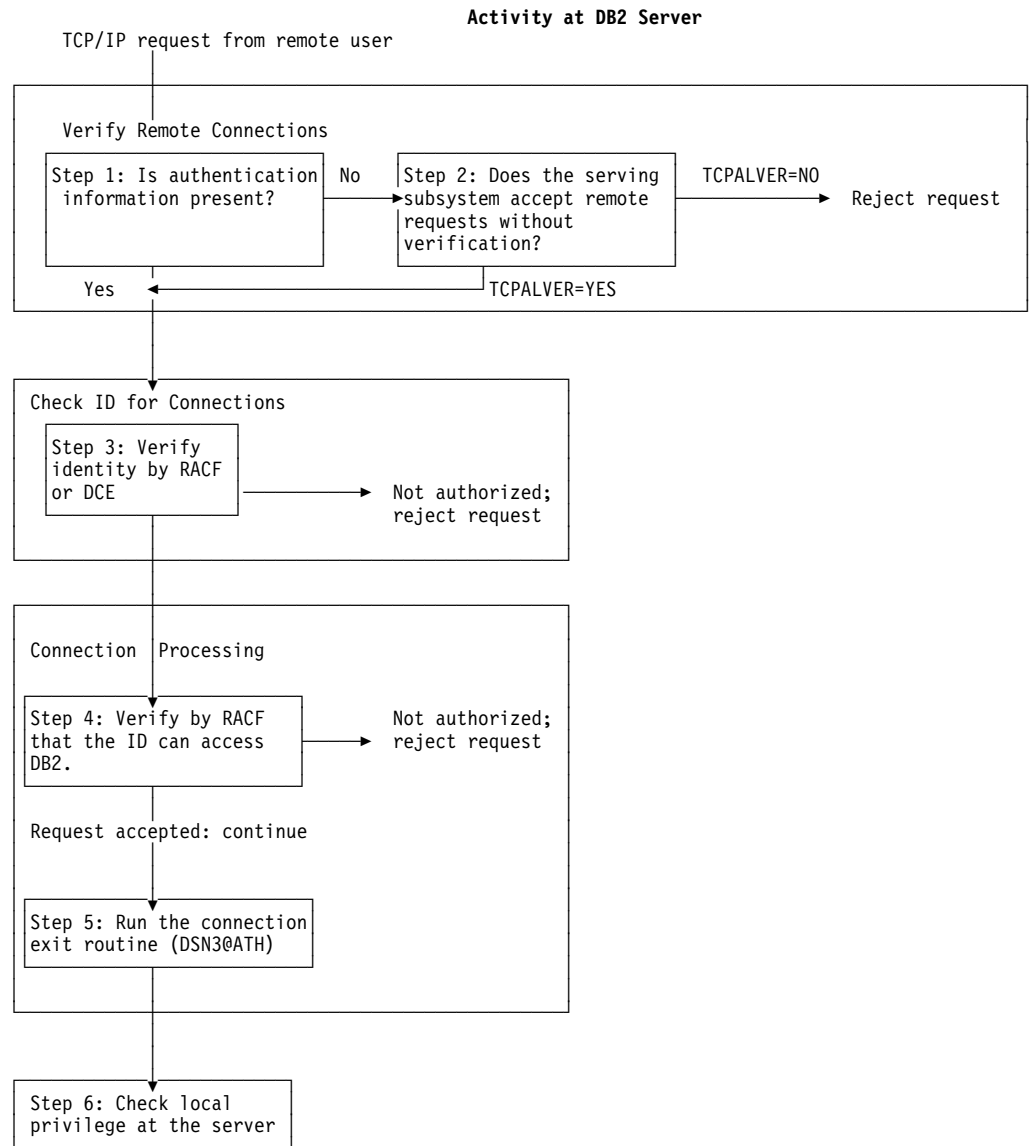 Activity at DB2 Server
TCP/IP request from remote user
Verify Remote Connections
Step 1: Is authentication
information present?
No
Step 2: Does the serving
subsystem accept remote
requests without
verification?
TCPALVER=NO
Reject request
Yes
TCPALVER=YES
Check ID for Connections
Step 3: Verify
identity by RACF
or DCE
Not authorized;
reject request
Connection Processing
Step 4: Verify by RACF
that the ID can access
DB2.
Not authorized;
reject request
Request accepted: continue
Step 5: Run the connection
exit routine (DSN3@ATH)
Step 6: Check local
privilege at the server